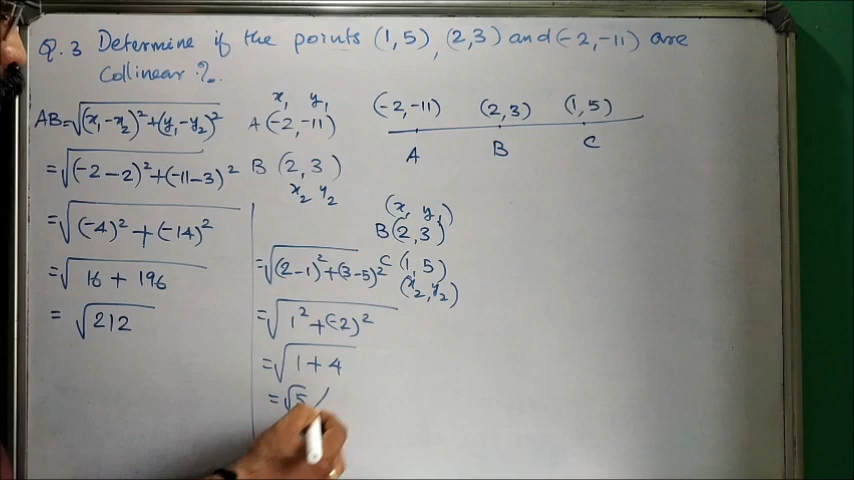 Q.3 Determine if the points (1,5), (2,3) and (-2,-11) are
Collinear ?.
AB=√(x₁-x₂)²+(y₁-y₂)²
=√(-2-2)²+(-11-3)²
=√(-4)²+(-14)²
=√16+196
=√212
x₁ y₁
A(-2,-11)
B (2,3)
x₂ y₂
(-2,-11) (2,3) (1,5)
A B C
(x, y₁)
B(2,3)
C (1,5)
(x₂,y₂)
=√(2-1)²+(3-5)²
=√1²+(-2)²
=√1+4
=√5